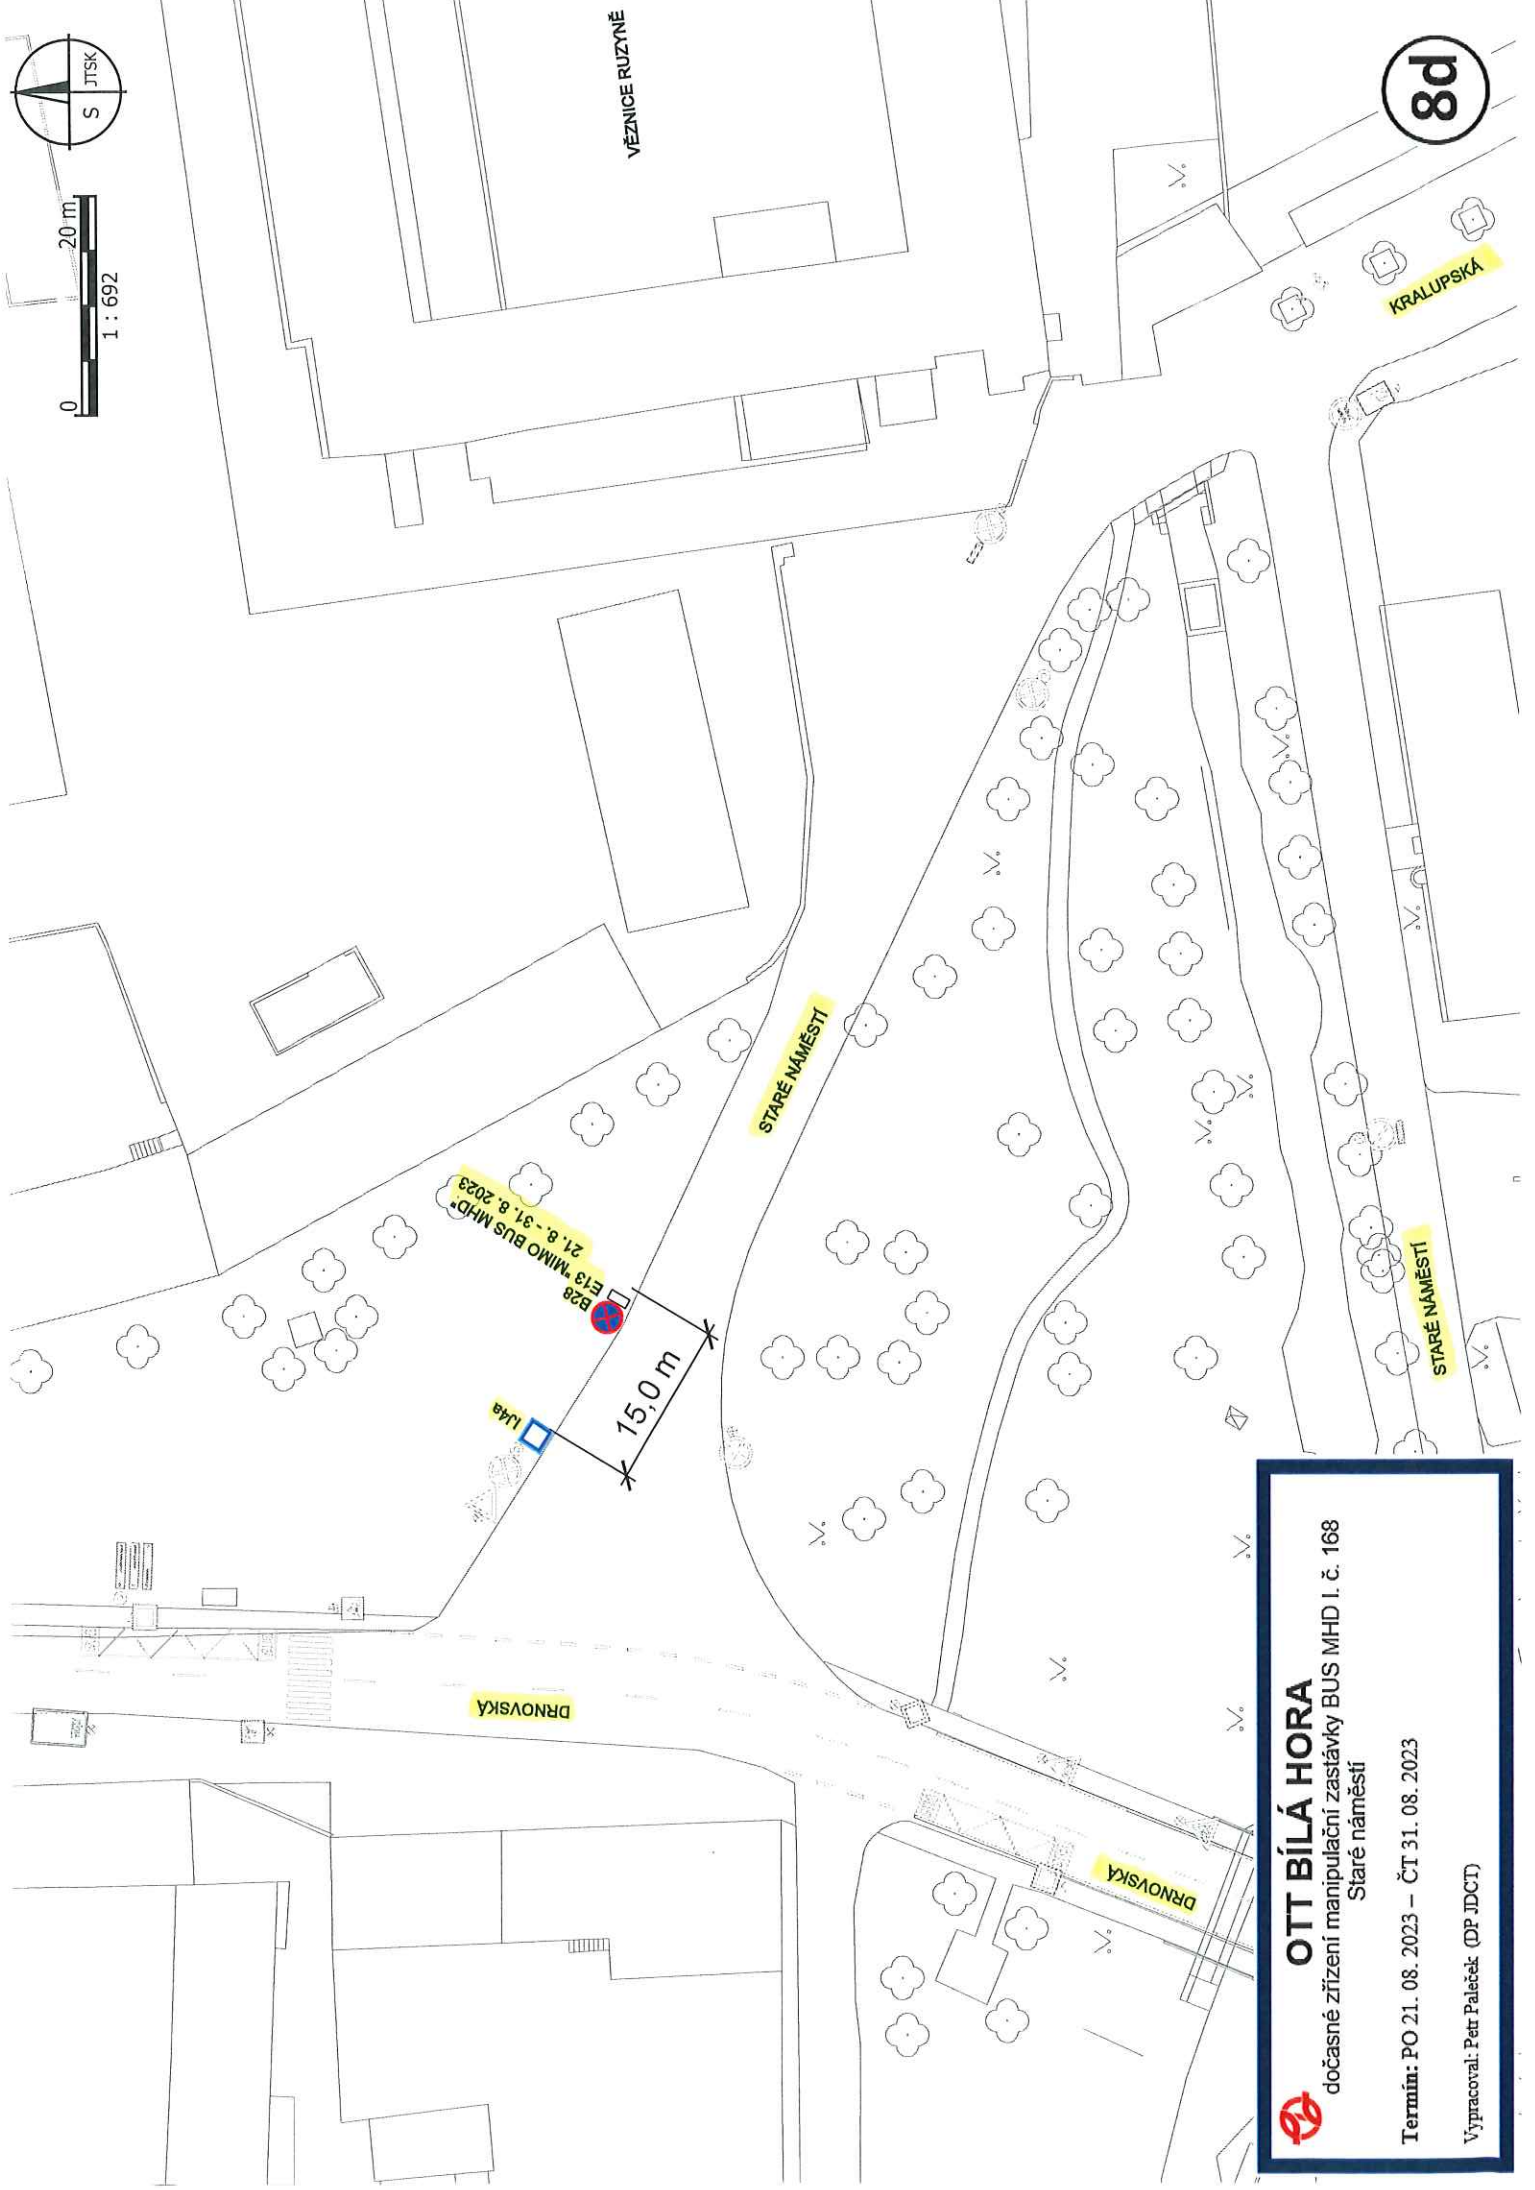 S JTSK
0 20 m
1 : 692
VĚZNICE RUZYNĚ
8d
KRALUPSKÁ
STARÉ NÁMĚSTÍ
B28
E13 "MIMO BUS MHD"
21. 8. - 31. 8. 2023
IJ4a
15,0 m
STARÉ NÁMĚSTÍ
DRNOVSKÁ
DRNOVSKÁ
OTT BÍLÁ HORA
dočasné zřízení manipulační zastávky BUS MHD l. č. 168
Staré náměstí
Termín: PO 21. 08. 2023 – ČT 31. 08. 2023
Vypracoval: Petr Paleček (DP JDCT)